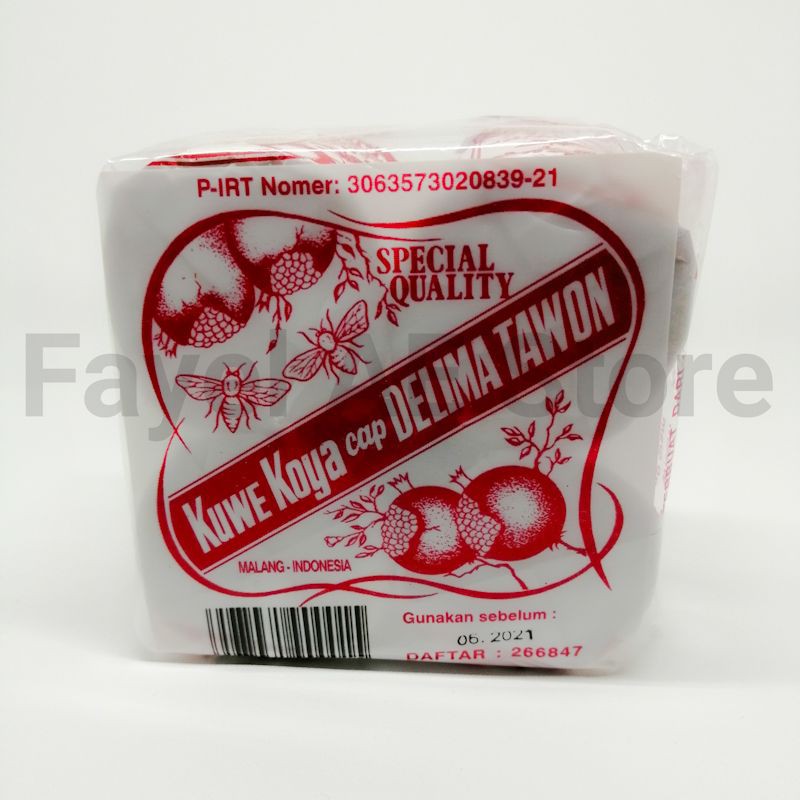 P-IRT Nomer: 3063573020839-21
SPECIAL
QUALITY
Kuwe Koya cap DELIMA TAWON
MALANG - INDONESIA
Gunakan sebelum :
06. 2021
DAFTAR : 266847
Store